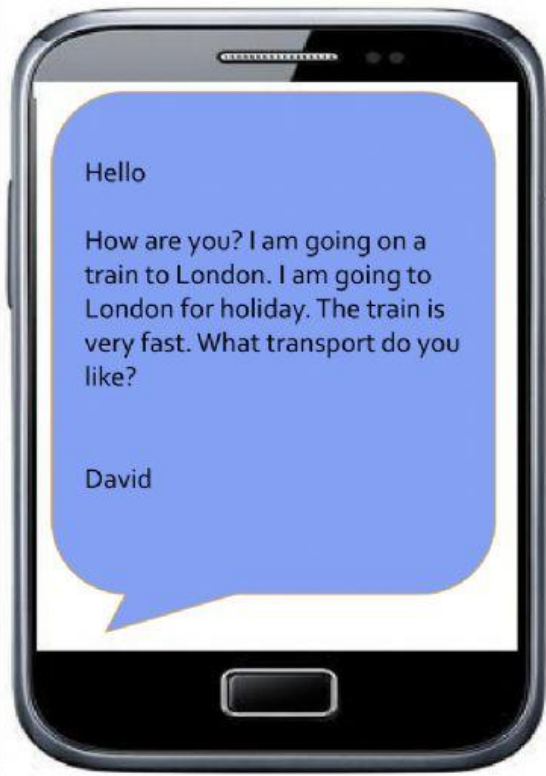 Hello
How are you? I am going on a
train to London. I am going to
London for holiday. The train is
very fast. What transport do you
like?
David